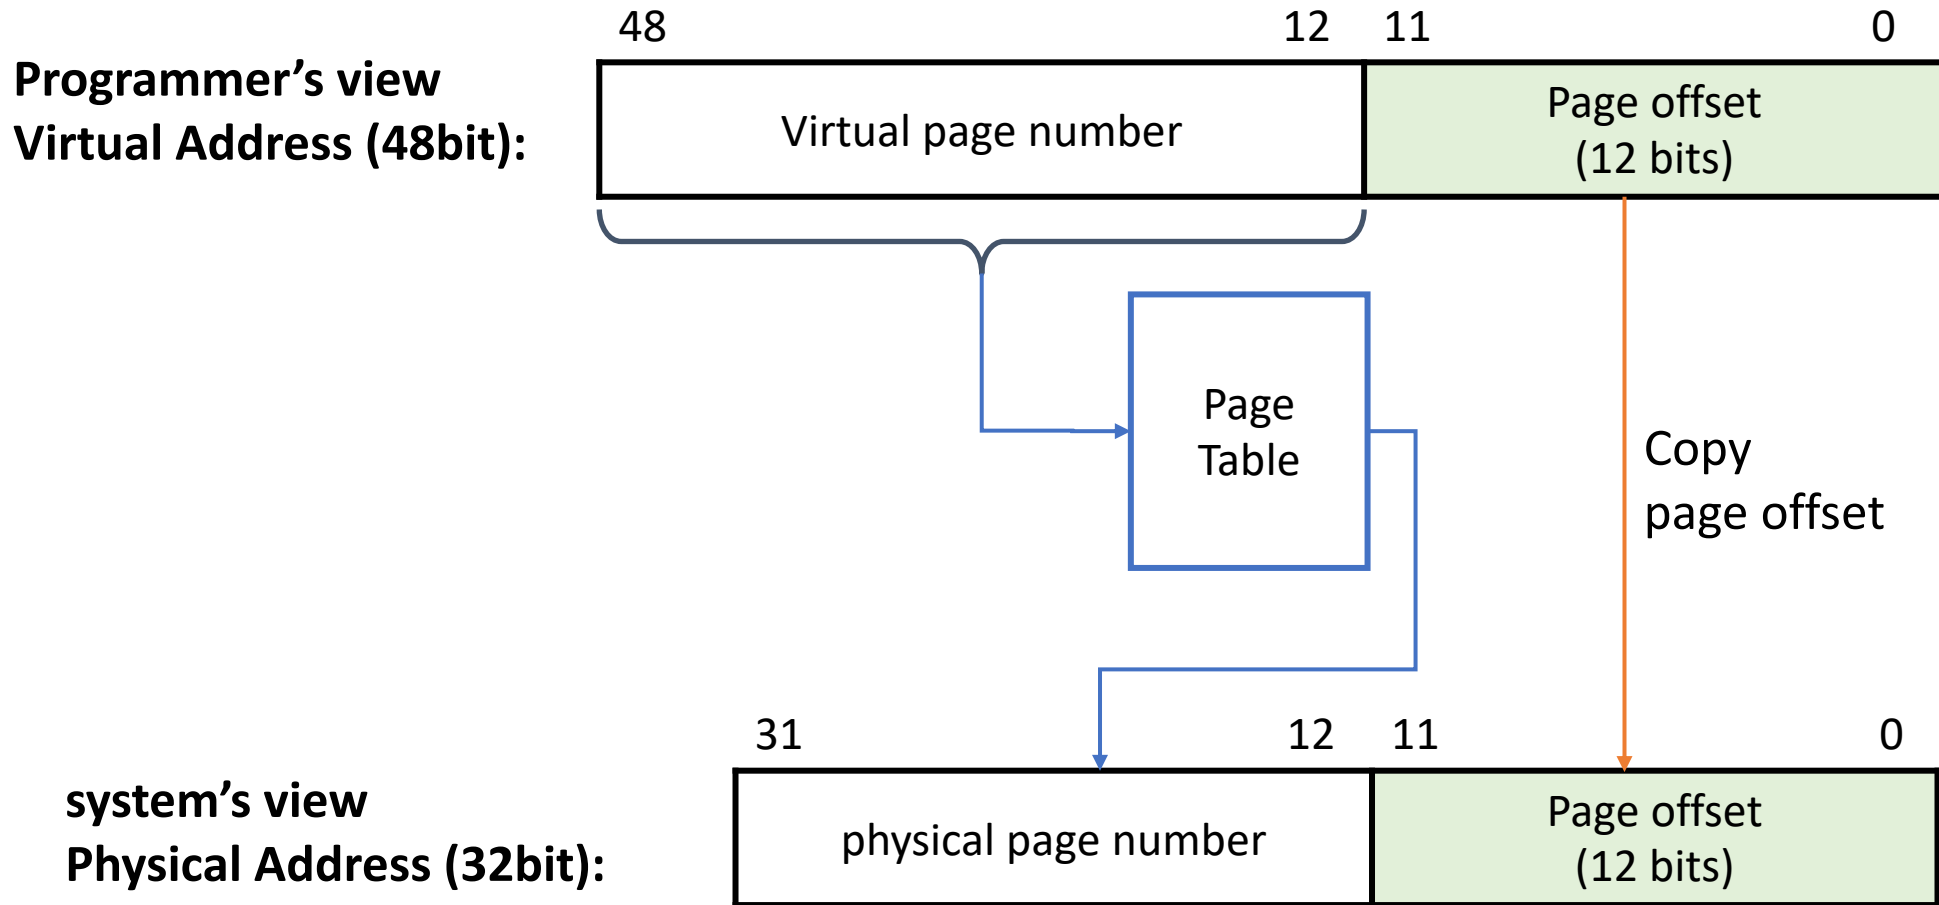 48 12 11 0
Programmer’s view
Virtual Address (48bit):
Virtual page number
Page offset
(12 bits)
Page
Table
Copy
page offset
31 12 11 0
system’s view
Physical Address (32bit):
physical page number
Page offset
(12 bits)